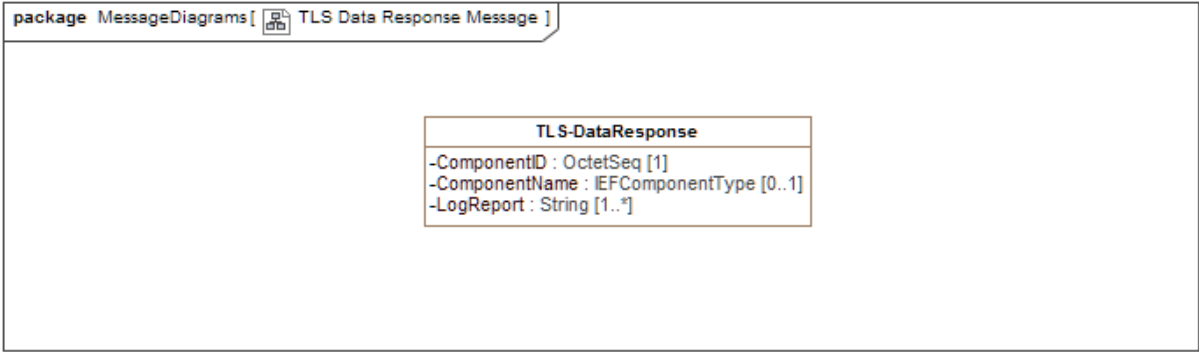 package MessageDiagrams[ TLS Data Response Message ]
TLS-DataResponse
-ComponentID : OctetSeq [1]
-ComponentName : IEFComponentType [0..1]
-LogReport : String [1..*]